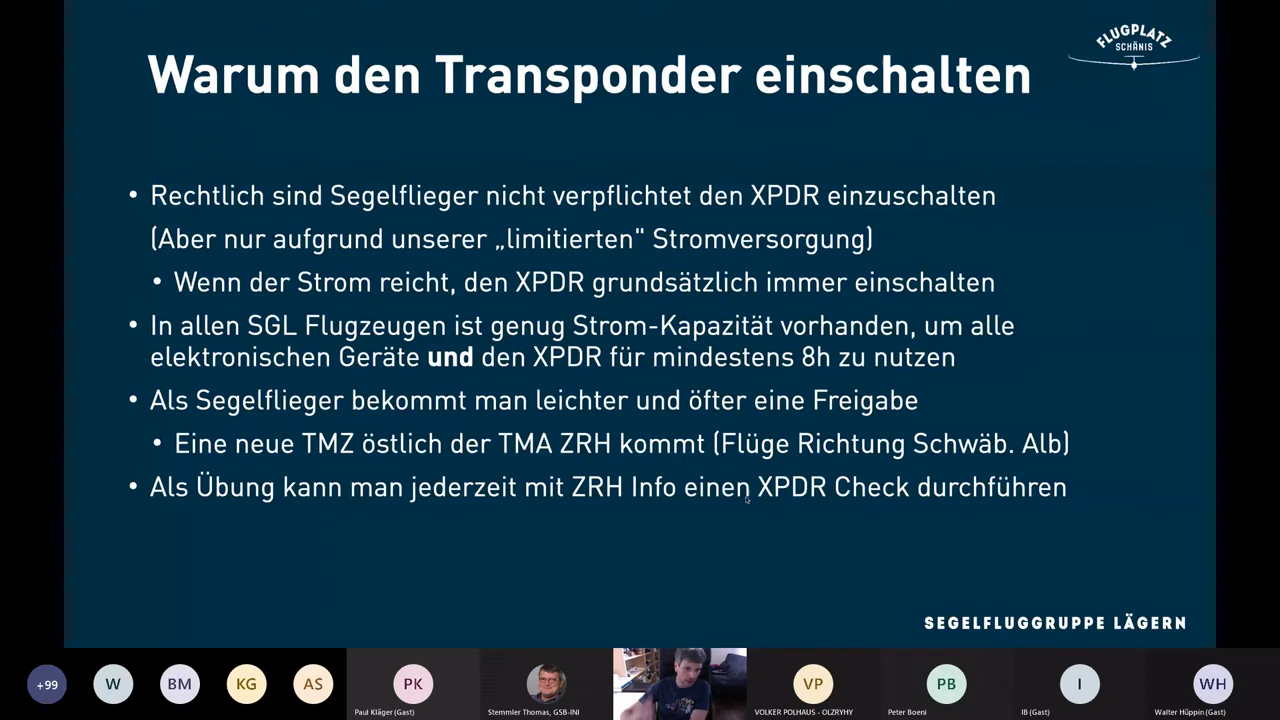 FLUGPLATZ
SCHÄNIS
Warum den Transponder einschalten
• Rechtlich sind Segelflieger nicht verpflichtet den XPDR einzuschalten
(Aber nur aufgrund unserer „limitierten" Stromversorgung)
• Wenn der Strom reicht, den XPDR grundsätzlich immer einschalten
• In allen SGL Flugzeugen ist genug Strom-Kapazität vorhanden, um alle
elektronischen Geräte und den XPDR für mindestens 8h zu nutzen
• Als Segelflieger bekommt man leichter und öfter eine Freigabe
• Eine neue TMZ östlich der TMA ZRH kommt (Flüge Richtung Schwäb. Alb)
• Als Übung kann man jederzeit mit ZRH Info einen XPDR Check durchführen
SEGELFLUGGRUPPE LÄGERN
+99 W BM KG AS PK VP PB I WH
Paul Kläger (Gast) Stemmler Thomas, GSB-INI VOLKER POLHAUS - OLZRYHY Peter Boeni IB (Gast) Walter Hüppin (Gast)